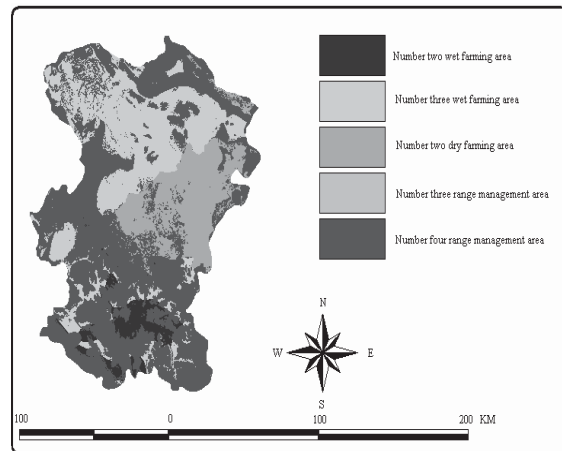 Number two wet farming area
Number three wet farming area
Number two dry farming area
Number three range management area
Number four range management area
N
W E
S
100 0 100 200 KM